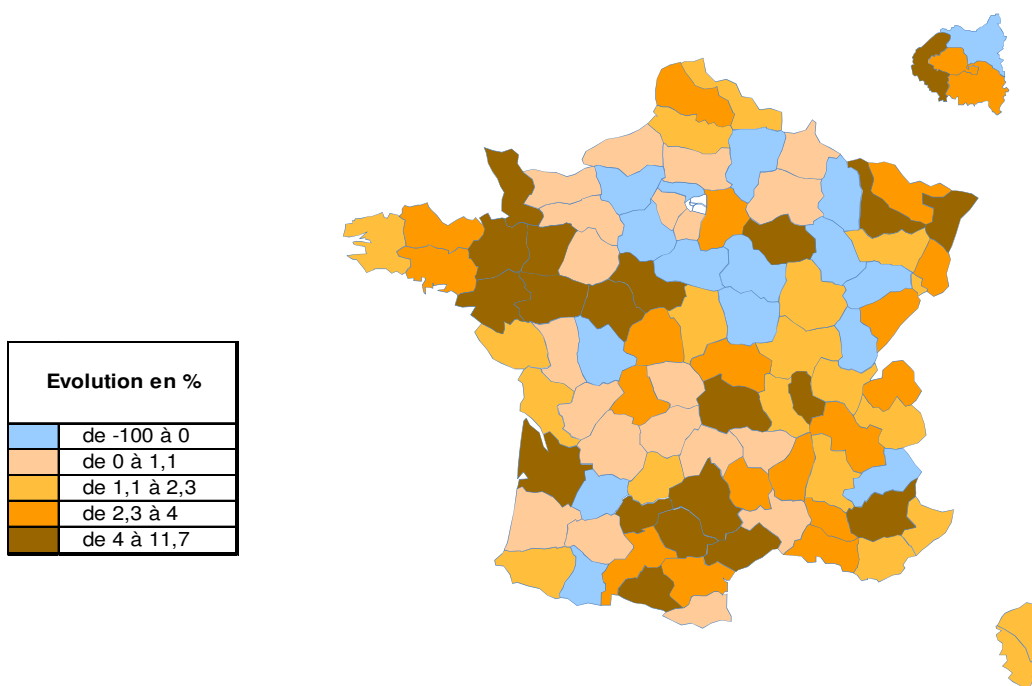 Evolution en %
de -100 à 0
de 0 à 1,1
de 1,1 à 2,3
de 2,3 à 4
de 4 à 11,7